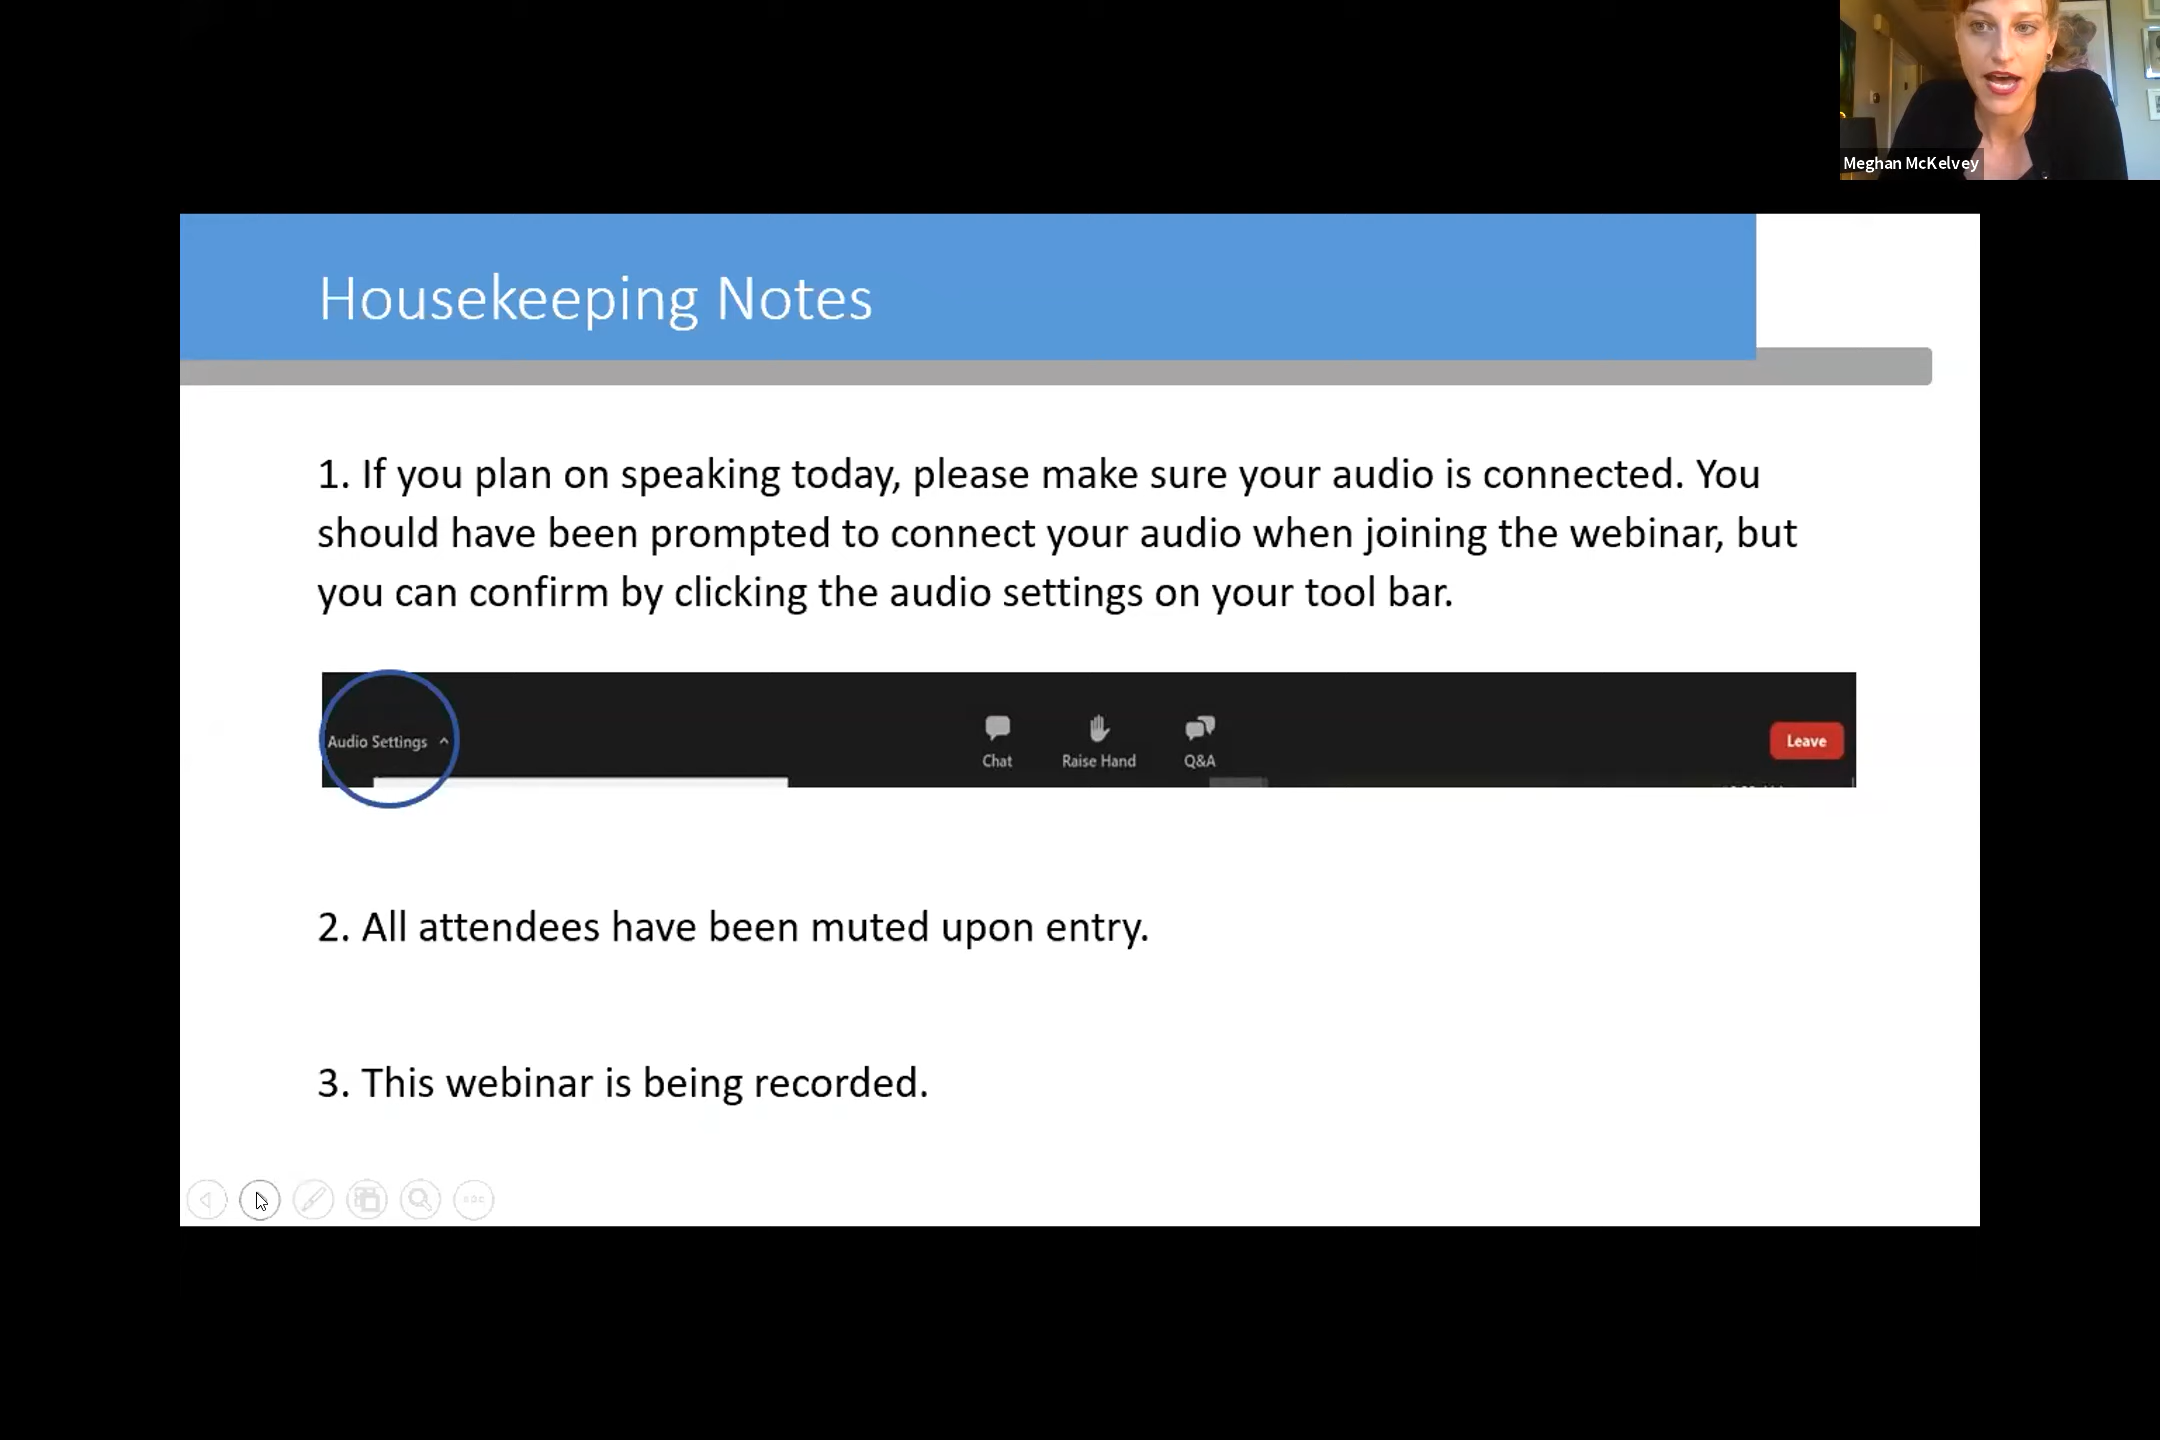 Meghan McKelvey
Housekeeping Notes
1. If you plan on speaking today, please make sure your audio is connected. You
should have been prompted to connect your audio when joining the webinar, but
you can confirm by clicking the audio settings on your tool bar.
Audio Settings ^
Chat
Raise Hand
Q&A
Leave
2. All attendees have been muted upon entry.
3. This webinar is being recorded.